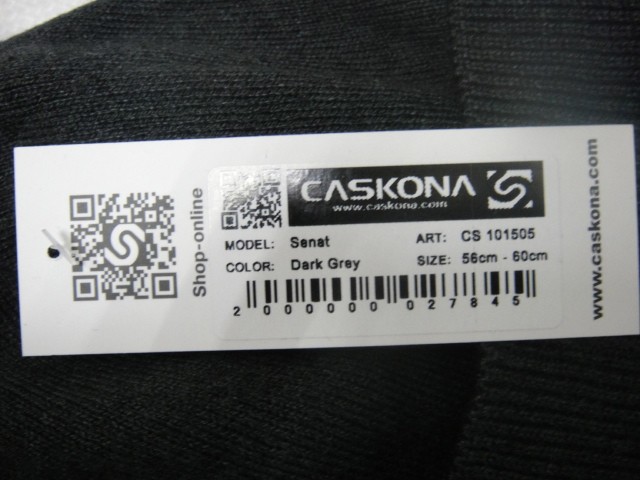 Shop-online
CASKONA
www.caskona.com
MODEL: Senat ART: CS 101505
COLOR: Dark Grey SIZE: 56cm - 60cm
2 000000 027845
www.caskona.com